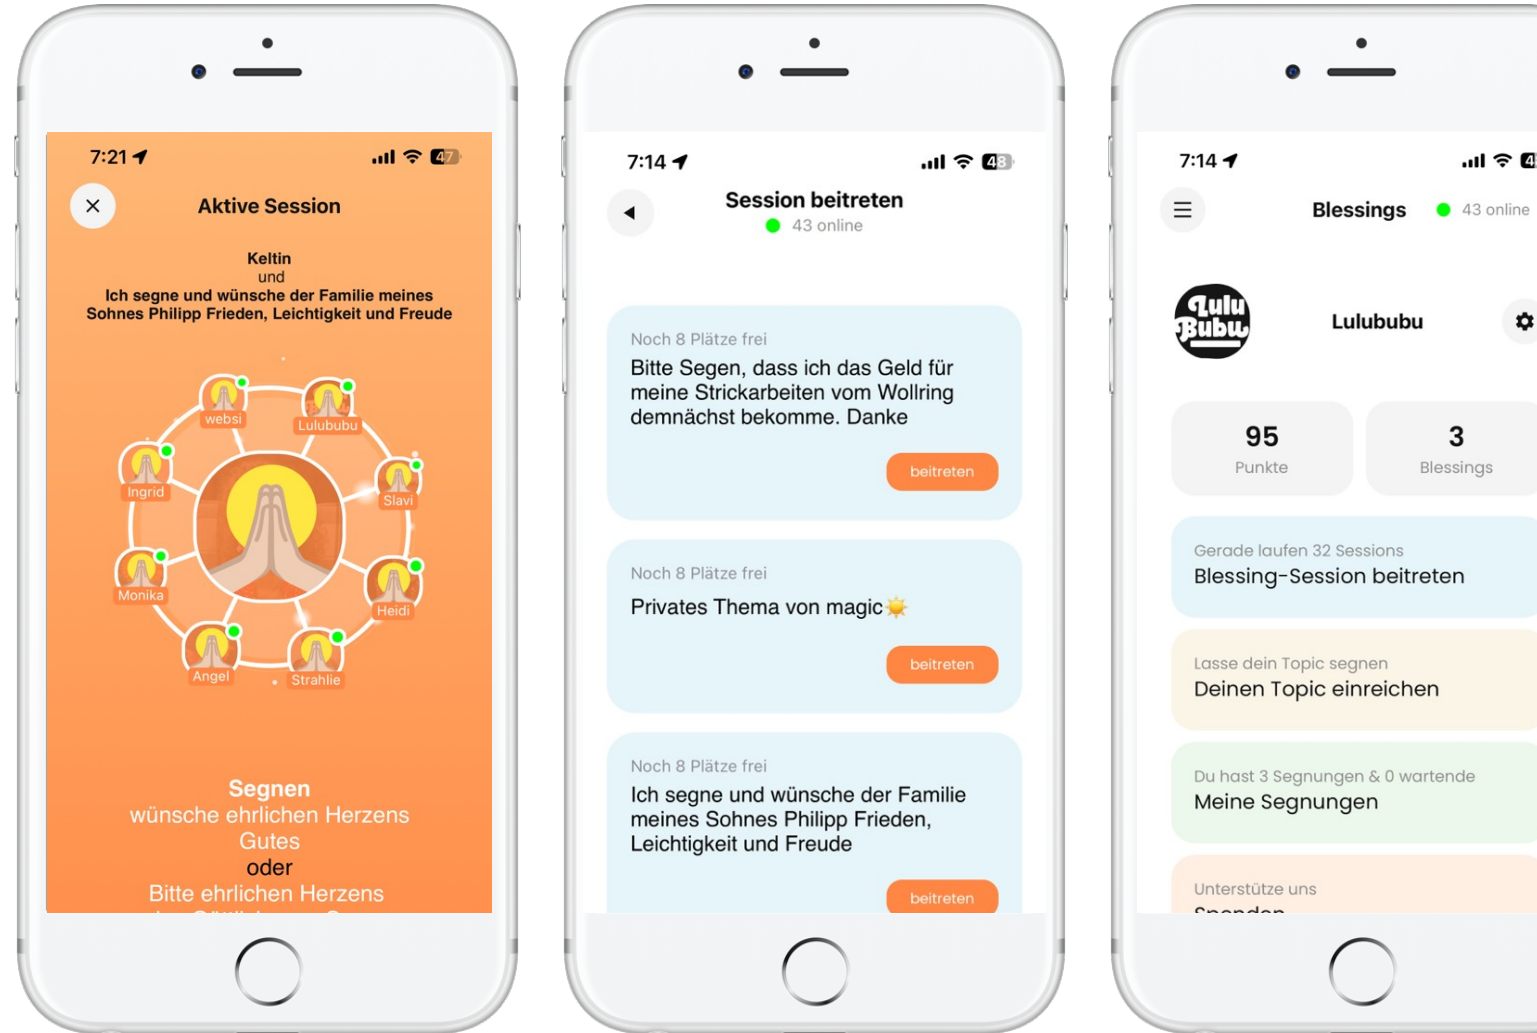 7:21
47
Aktive Session
Keltin
und
Ich segne und wünsche der Familie meines
Sohnes Philipp Frieden, Leichtigkeit und Freude
websi
Lulububu
Ingrid
Slavi
Monika
Heidi
Angel
Strahlie
Segnen
wünsche ehrlichen Herzens
Gutes
oder
Bitte ehrlichen Herzens
7:14
48
Session beitreten
43 online
Noch 8 Plätze frei
Bitte Segen, dass ich das Geld für
meine Strickarbeiten vom Wollring
demnächst bekomme. Danke
beitreten
Noch 8 Plätze frei
Privates Thema von magic☀️
beitreten
Noch 8 Plätze frei
Ich segne und wünsche der Familie
meines Sohnes Philipp Frieden,
Leichtigkeit und Freude
beitreten
7:14
Blessings
43 online
Lulu
Bubu
Lulububu
95
Punkte
3
Blessings
Gerade laufen 32 Sessions
Blessing-Session beitreten
Lasse dein Topic segnen
Deinen Topic einreichen
Du hast 3 Segnungen & 0 wartende
Meine Segnungen
Unterstütze uns
Spenden